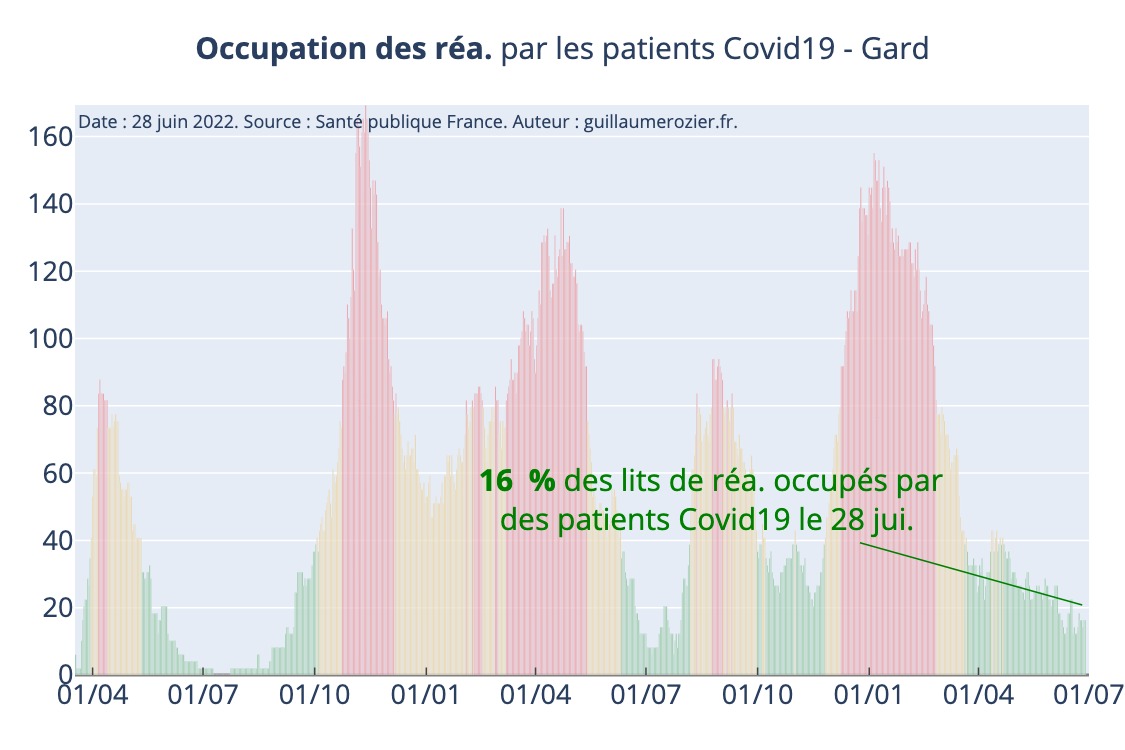 Occupation des réa. par les patients Covid19 - Gard
Date : 28 juin 2022. Source : Santé publique France. Auteur : guillaumerozier.fr.
160
140
120
100
80
60
40
20
0
16 % des lits de réa. occupés par
des patients Covid19 le 28 jui.
01/04 01/07 01/10 01/01 01/04 01/07 01/10 01/01 01/04 01/07